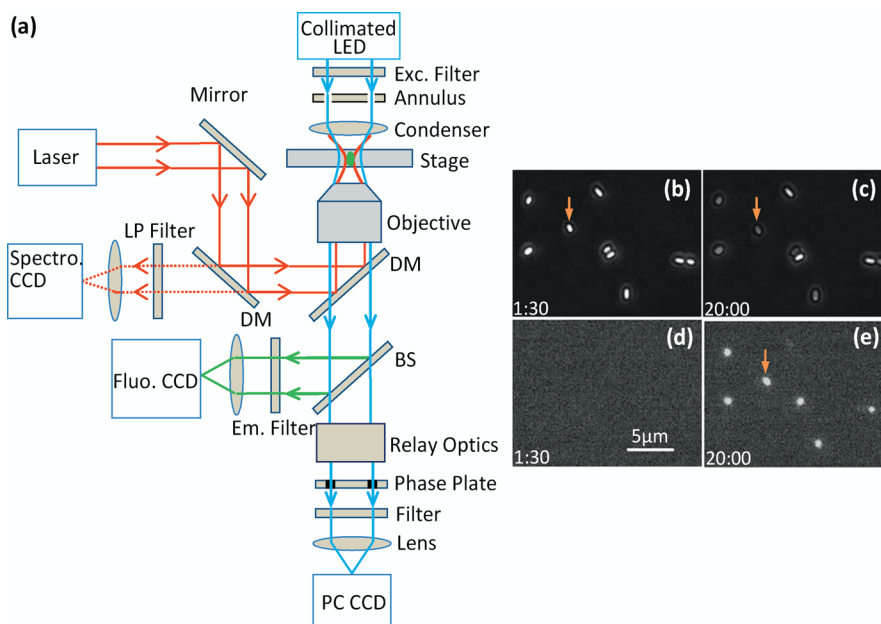 (a)
Collimated
LED
Exc. Filter
Annulus
Mirror
Condenser
Laser
Stage
Objective
LP Filter
Spectro.
CCD
DM
DM
BS
Fluo. CCD
Em. Filter
Relay Optics
Phase Plate
Filter
Lens
PC CCD
(b)
1:30
(c)
20:00
(d)
1:30
5µm
(e)
20:00